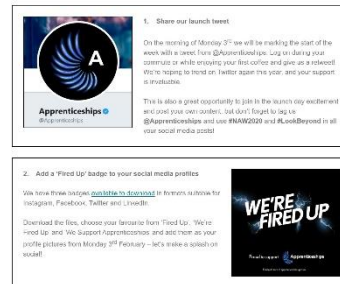 1. Share our launch tweet
On the morning of Monday 3rd we will be marking the start of the
week with a tweet from @Apprenticeships. Log on during your
commute or while enjoying your first coffee and give us a retweet!
We're hoping to trend on Twitter again this year, and your support
is invaluable.
This is also a great opportunity to join in the launch day excitement
and post your own content, but don't forget to tag us
@Apprenticeships and use #NAW2020 and #LookBeyond in all
your social media posts!
A
Apprenticeships
@Apprenticeships
2. Add a 'Fired Up' badge to your social media profiles
We have three badges available to download in formats suitable for
Instagram, Facebook, Twitter and LinkedIn.
Download the files, choose your favourite from 'Fired Up', 'We're
Fired Up' and 'We Support Apprenticeships' and add them as your
profile pictures from Monday 3rd February – let's make a splash on
social!
WE'RE
FIRED UP
Proud to support Apprenticeships